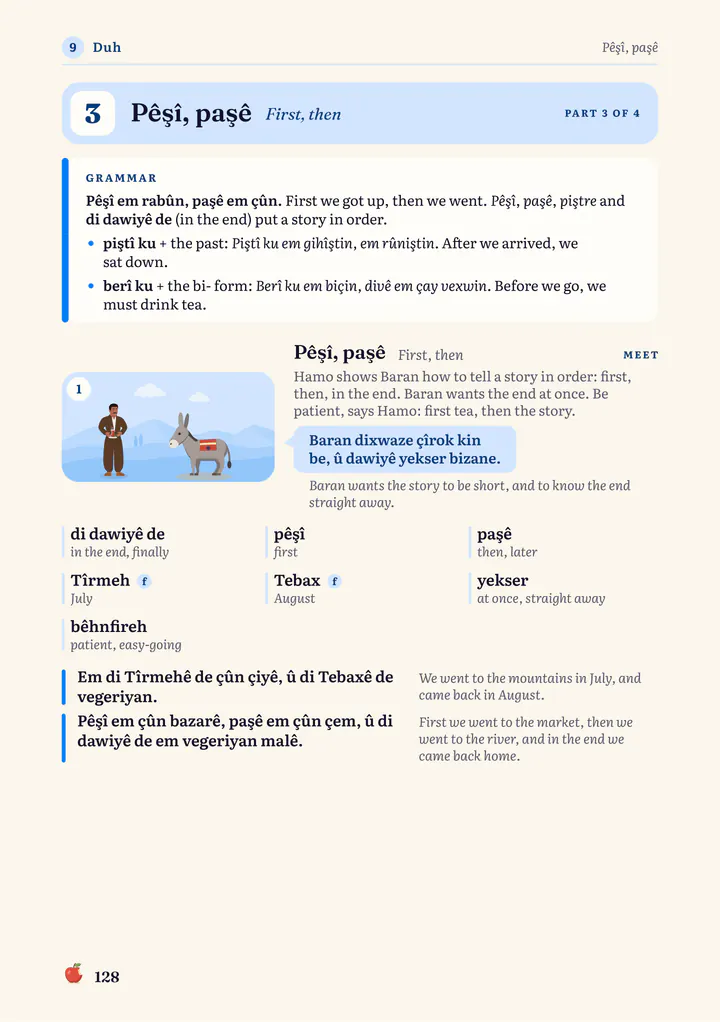 9 Duh
Pêşî, paşê
3 Pêşî, paşê First, then PART 3 OF 4
GRAMMAR
Pêşî em rabûn, paşê em çûn. First we got up, then we went. Pêşî, paşê, piştre and
di dawiyê de (in the end) put a story in order.
• piştî ku + the past: Piştî ku em gihîştin, em rûniştin. After we arrived, we
sat down.
• berî ku + the bi- form: Berî ku em biçin, divê em çay vexwin. Before we go, we
must drink tea.
Pêşî, paşê First, then MEET
1
Hamo shows Baran how to tell a story in order: first,
then, in the end. Baran wants the end at once. Be
patient, says Hamo: first tea, then the story.
Baran dixwaze çîrok kin
be, û dawiyê yekser bizane.
Baran wants the story to be short, and to know the end
straight away.
di dawiyê de
in the end, finally
pêşî
first
paşê
then, later
Tîrmeh f
July
Tebax f
August
yekser
at once, straight away
bêhnfireh
patient, easy-going
Em di Tîrmehê de çûn çiyê, û di Tebaxê de
vegeriyan.
We went to the mountains in July, and
came back in August.
Pêşî em çûn bazarê, paşê em çûn çem, û di
dawiyê de em vegeriyan malê.
First we went to the market, then we
went to the river, and in the end we
came back home.
128